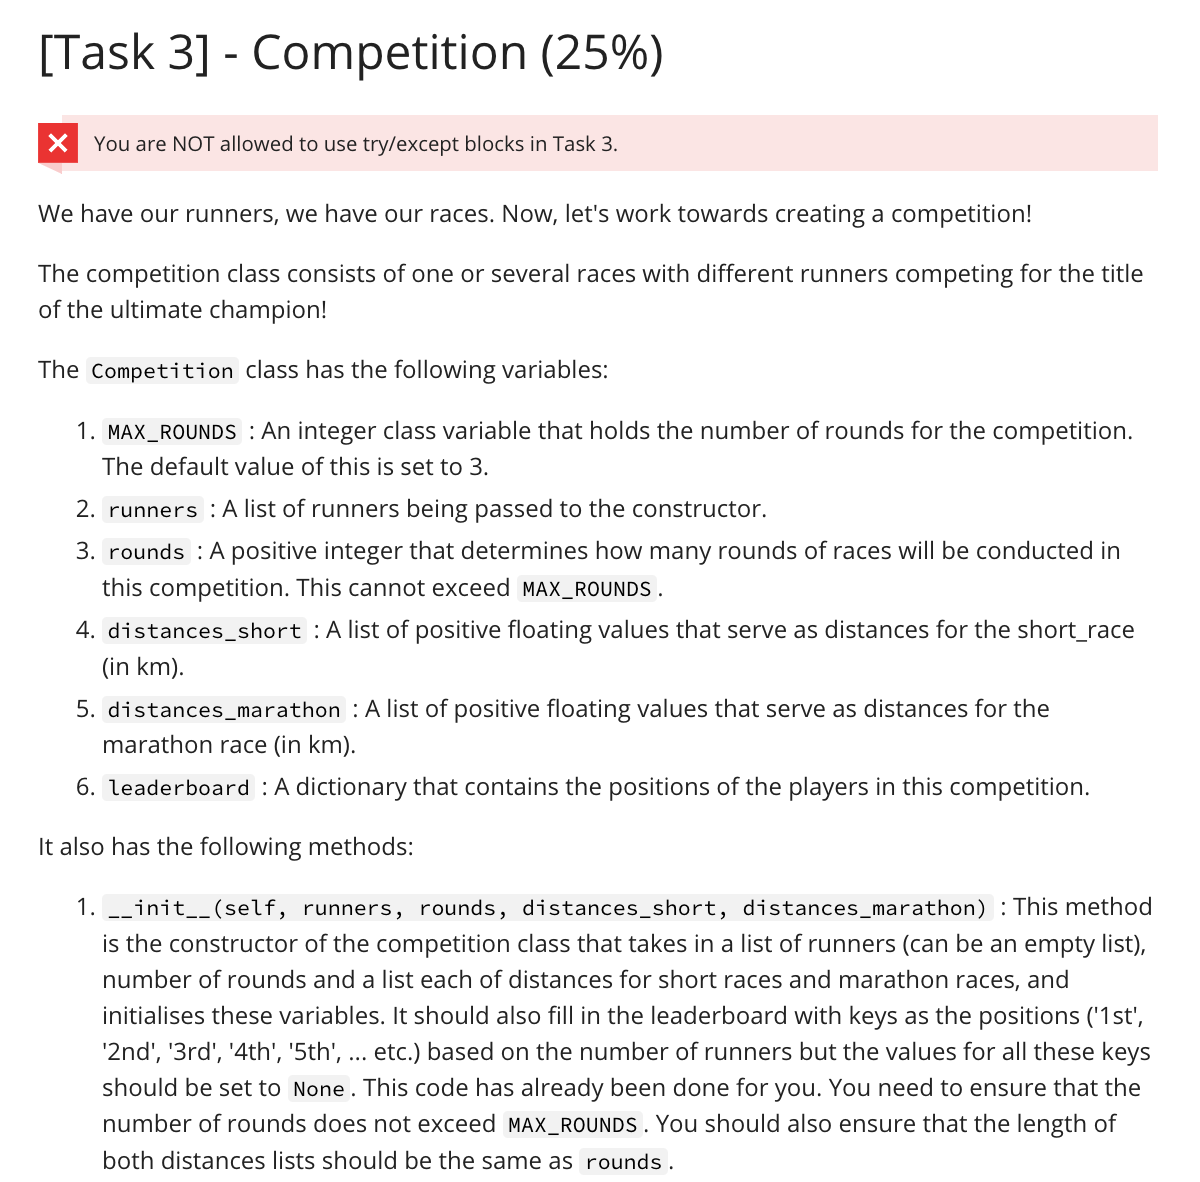 [Task 3] - Competition (25%)
You are NOT allowed to use try/except blocks in Task 3.
We have our runners, we have our races. Now, let's work towards creating a competition!
The competition class consists of one or several races with different runners competing for the title
of the ultimate champion!
The Competition class has the following variables:
1. MAX_ROUNDS : An integer class variable that holds the number of rounds for the competition.
The default value of this is set to 3.
2. runners : A list of runners being passed to the constructor.
3. rounds : A positive integer that determines how many rounds of races will be conducted in
this competition. This cannot exceed MAX_ROUNDS.
4. distances_short : A list of positive floating values that serve as distances for the short_race
(in km).
5. distances_marathon : A list of positive floating values that serve as distances for the
marathon race (in km).
6. leaderboard : A dictionary that contains the positions of the players in this competition.
It also has the following methods:
1. __init__(self, runners, rounds, distances_short, distances_marathon) : This method
is the constructor of the competition class that takes in a list of runners (can be an empty list),
number of rounds and a list each of distances for short races and marathon races, and
initialises these variables. It should also fill in the leaderboard with keys as the positions ('1st',
'2nd', '3rd', '4th', '5th', ... etc.) based on the number of runners but the values for all these keys
should be set to None. This code has already been done for you. You need to ensure that the
number of rounds does not exceed MAX_ROUNDS. You should also ensure that the length of
both distances lists should be the same as rounds.